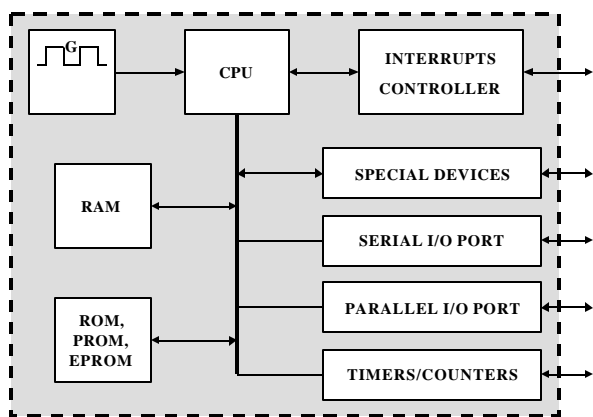 G
CPU
INTERRUPTS
CONTROLLER
RAM
SPECIAL DEVICES
SERIAL I/O PORT
ROM,
PROM,
EPROM
PARALLEL I/O PORT
TIMERS/COUNTERS